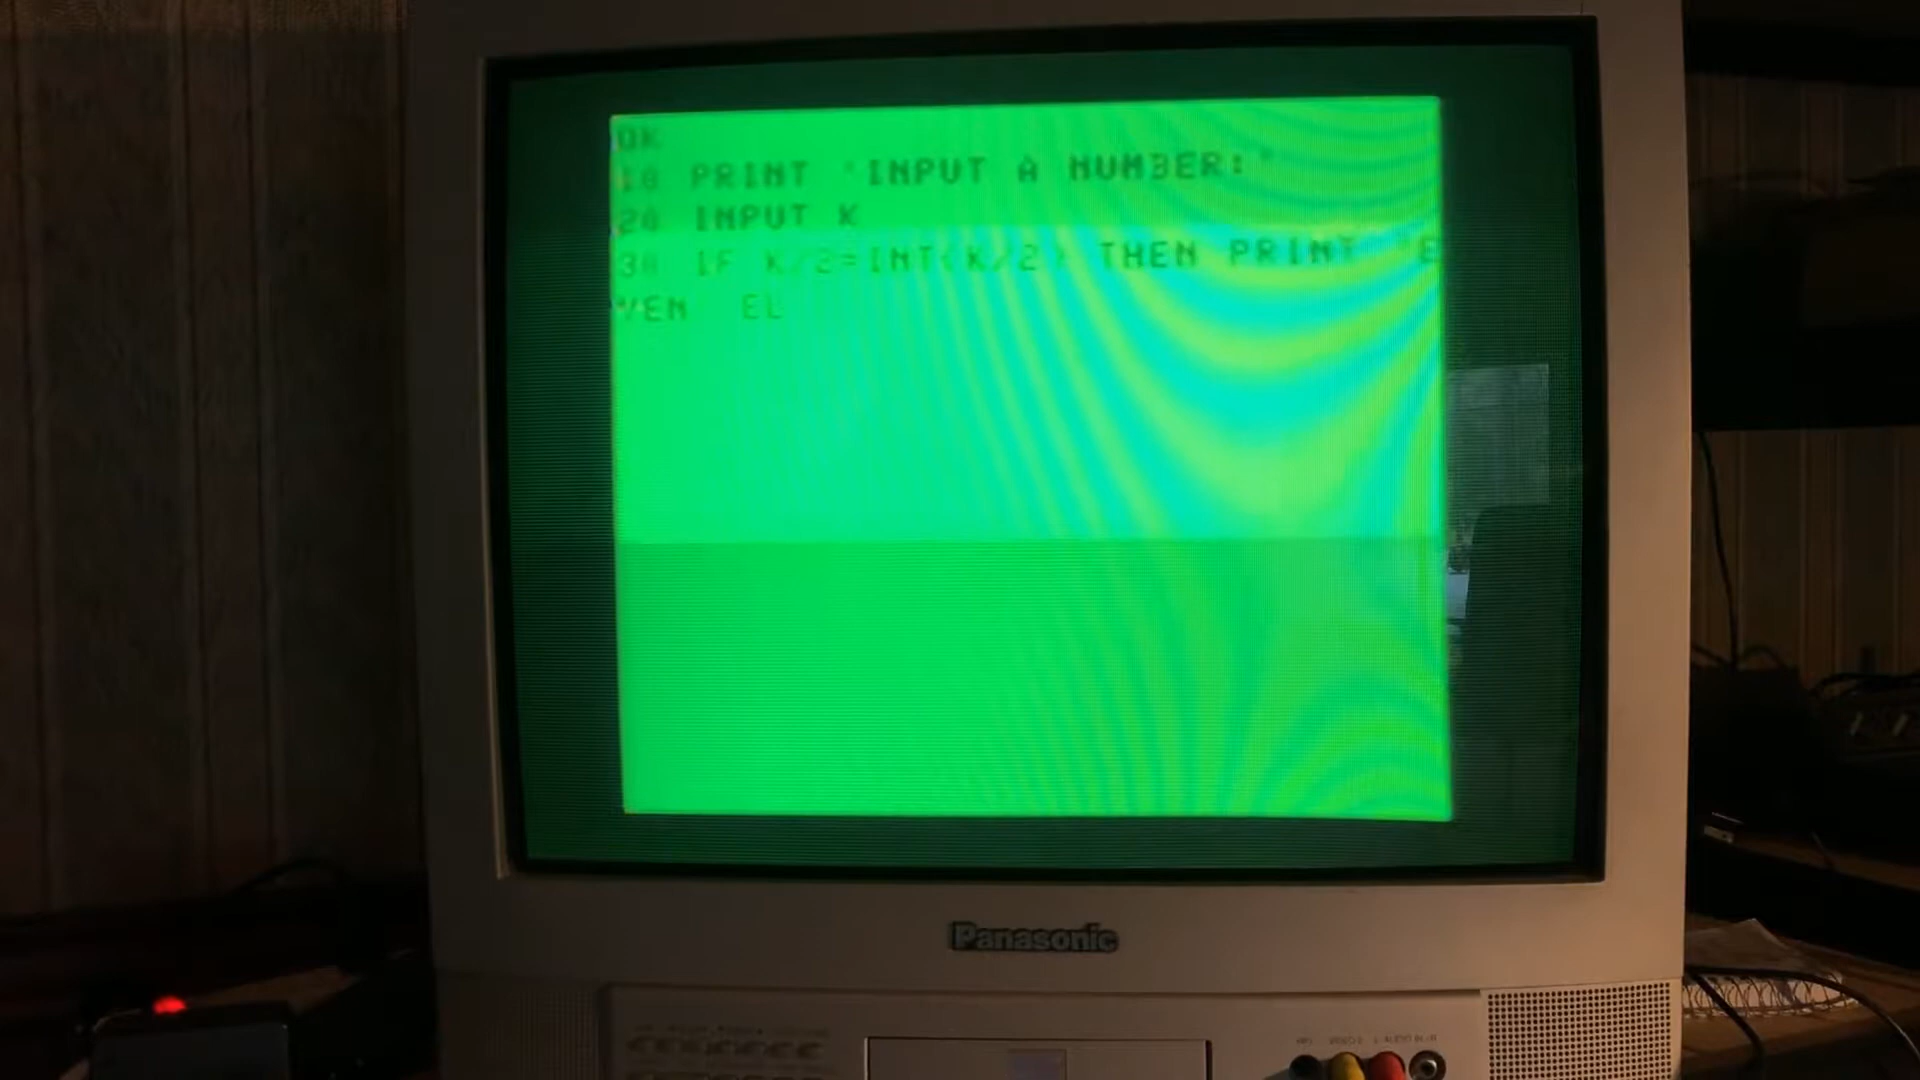 OK
10 PRINT "INPUT A NUMBER:"
20 INPUT K
30 IF K/2=INT(K/2) THEN PRINT "E
VEN" EL
Panasonic